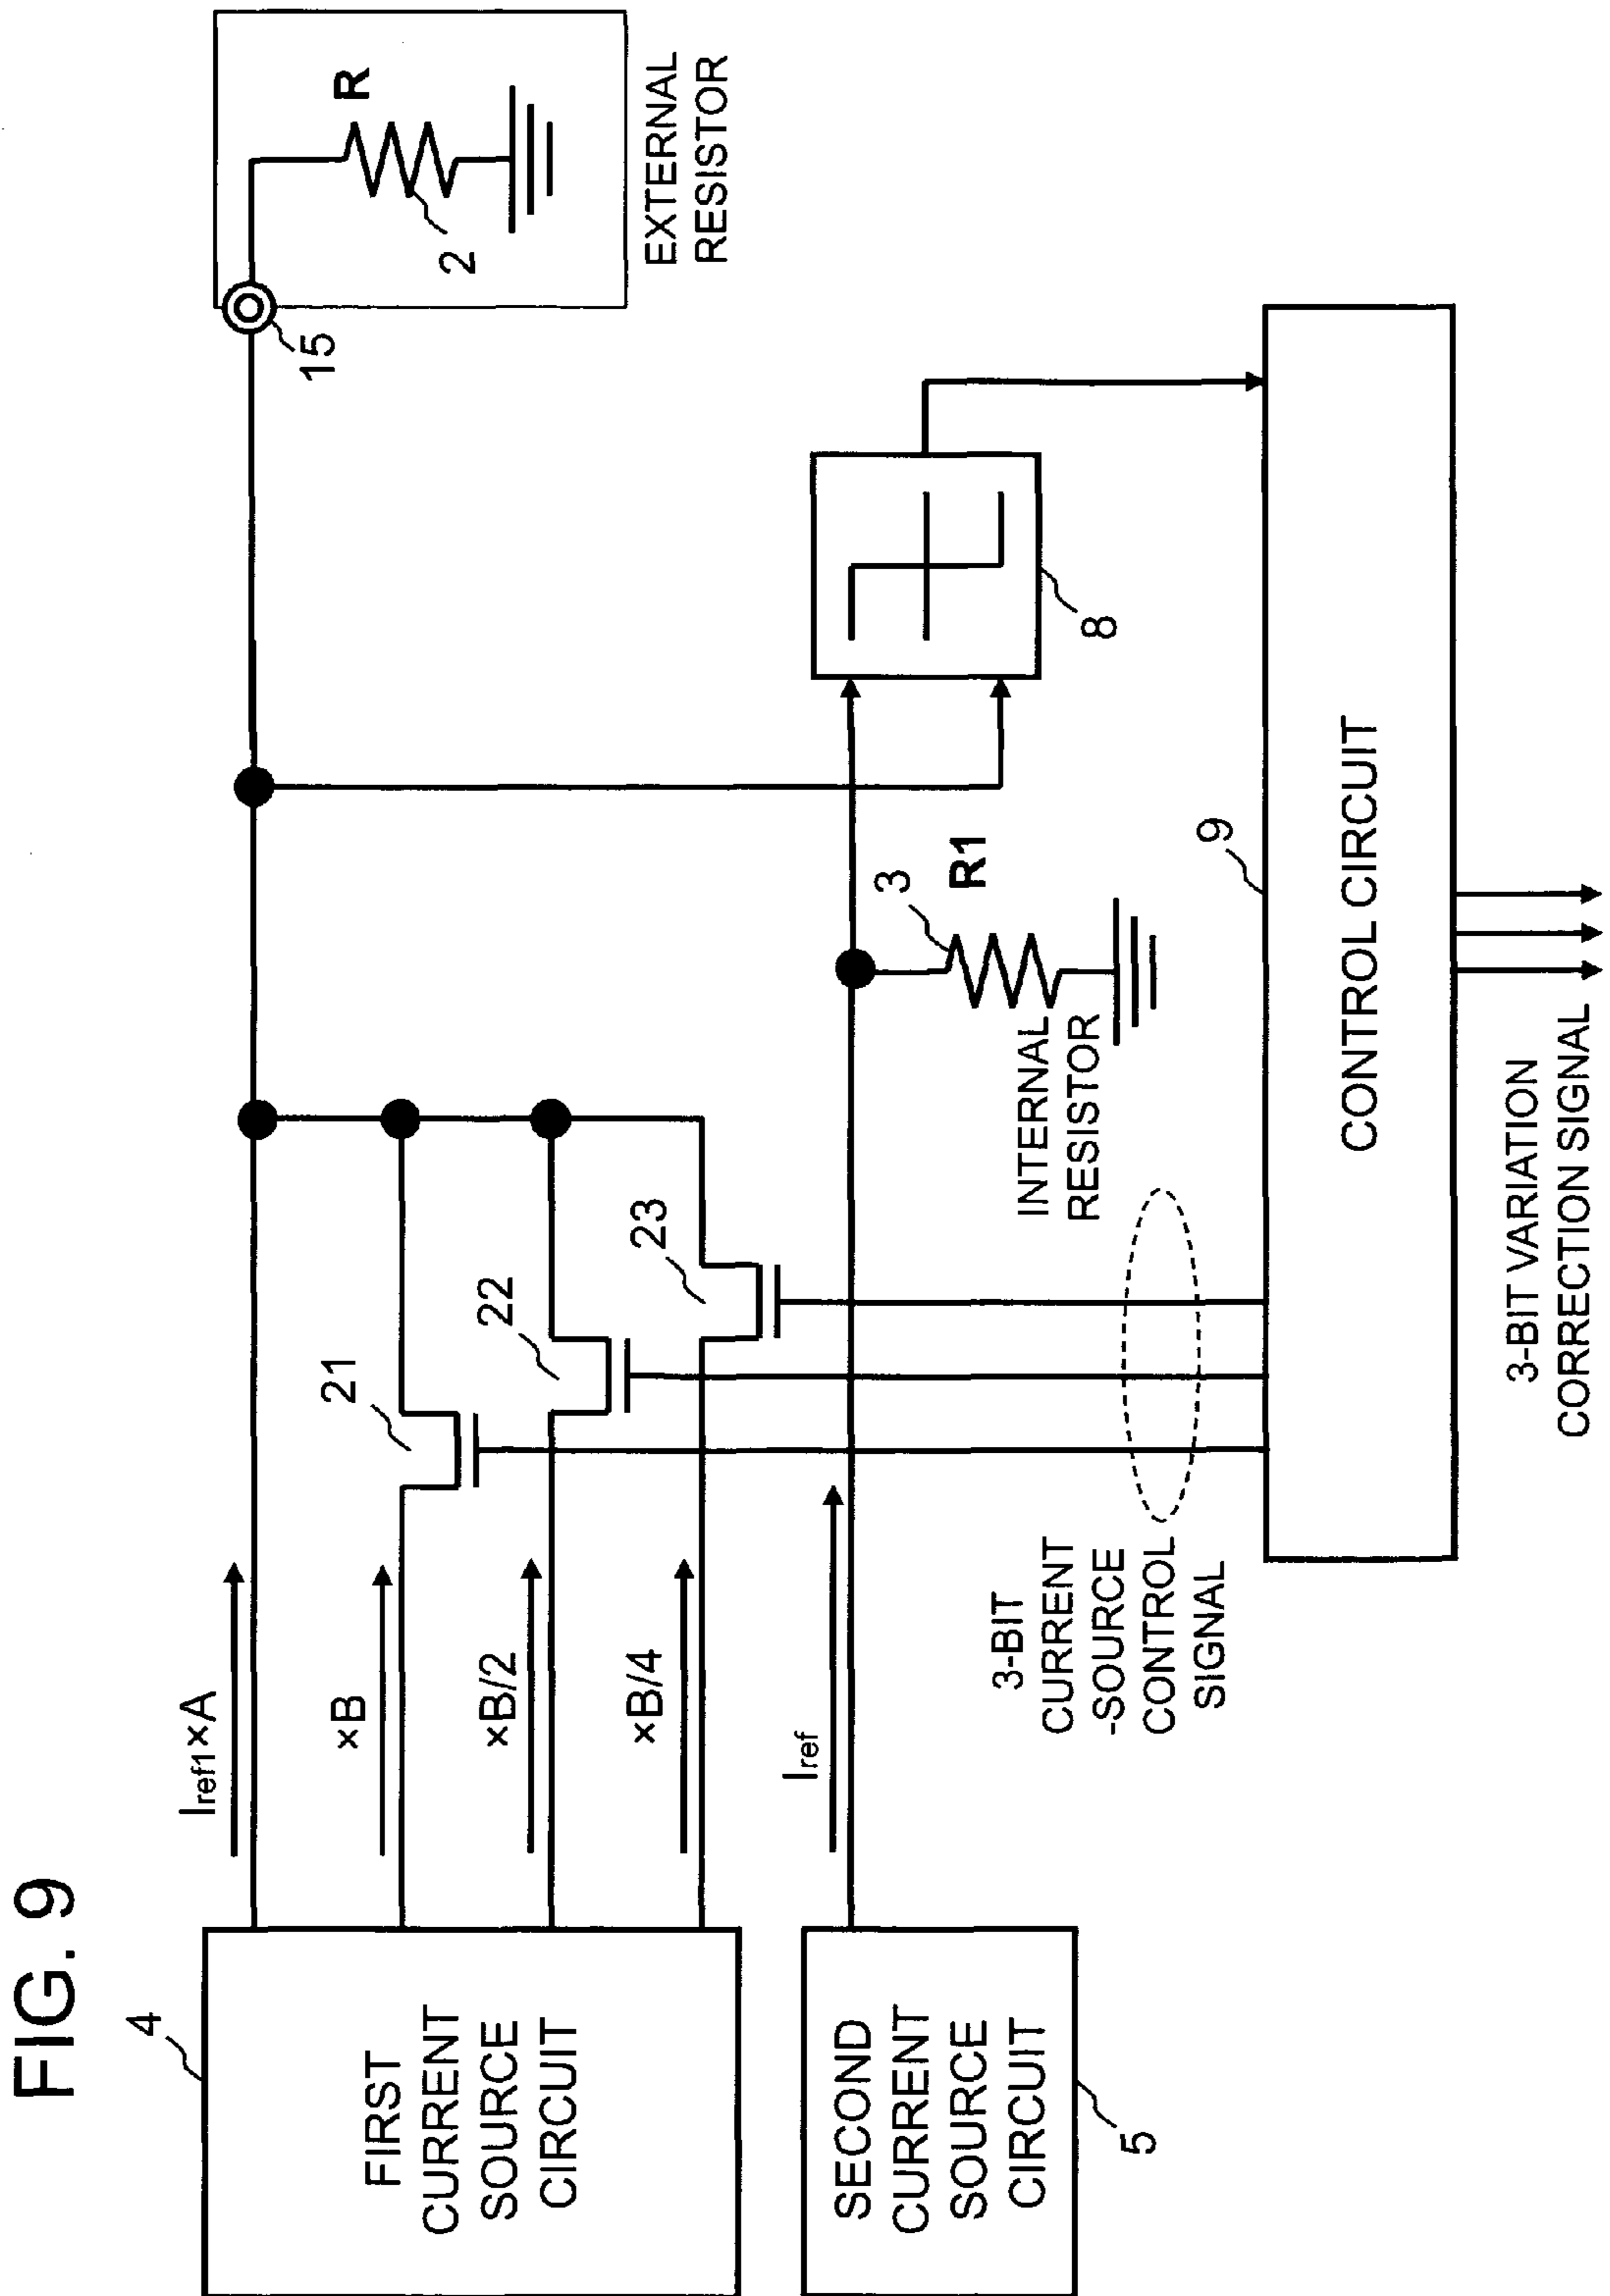 FIG. 9
4
FIRST
CURRENT
SOURCE
CIRCUIT
Iref1×A
×B
×B/2
×B/4
21
22
23
15
R
2
EXTERNAL
RESISTOR
SECOND
CURRENT
SOURCE
CIRCUIT
5
Iref
3
R1
INTERNAL
RESISTOR
8
3-BIT
CURRENT
-SOURCE
CONTROL
SIGNAL
9
CONTROL CIRCUIT
3-BIT VARIATION
CORRECTION SIGNAL